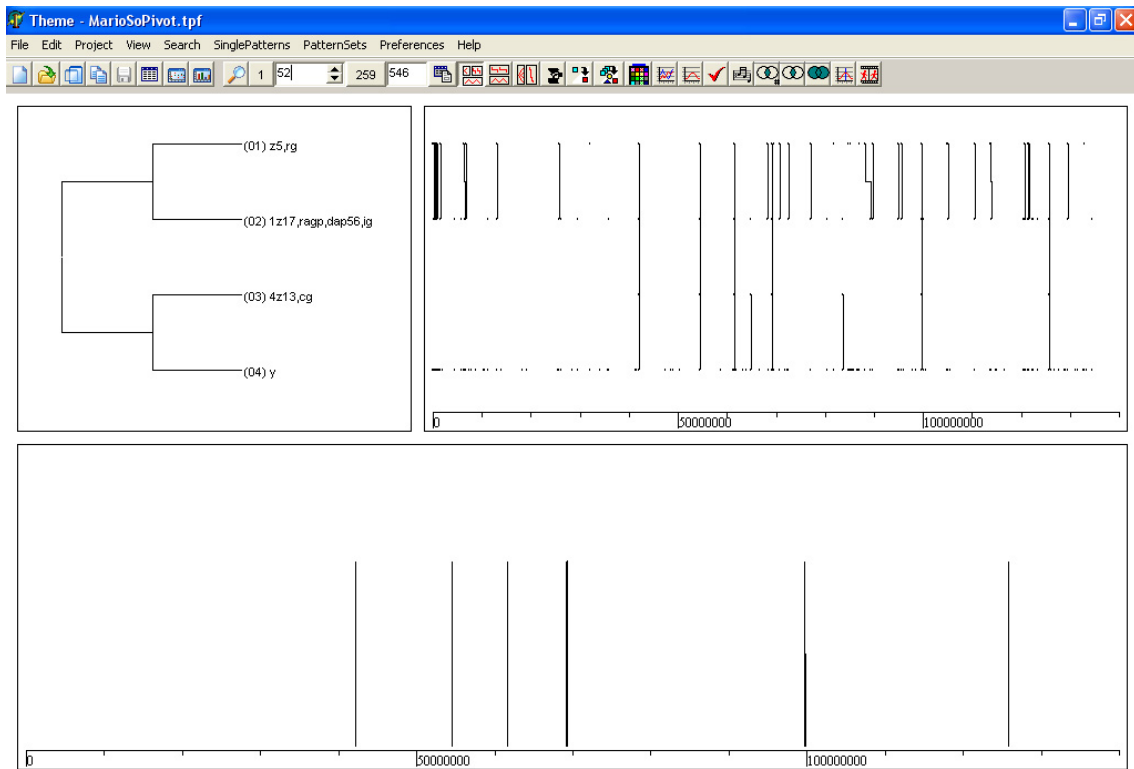 Theme - MarioSoPivot.tpf
File Edit Project View Search SinglePatterns PatternSets Preferences Help
1 52 259 546
(01) z5,rg
(02) 1z17,ragp,dap56,ig
(03) 4z13,cg
(04) y
0 50000000 100000000
0 50000000 100000000